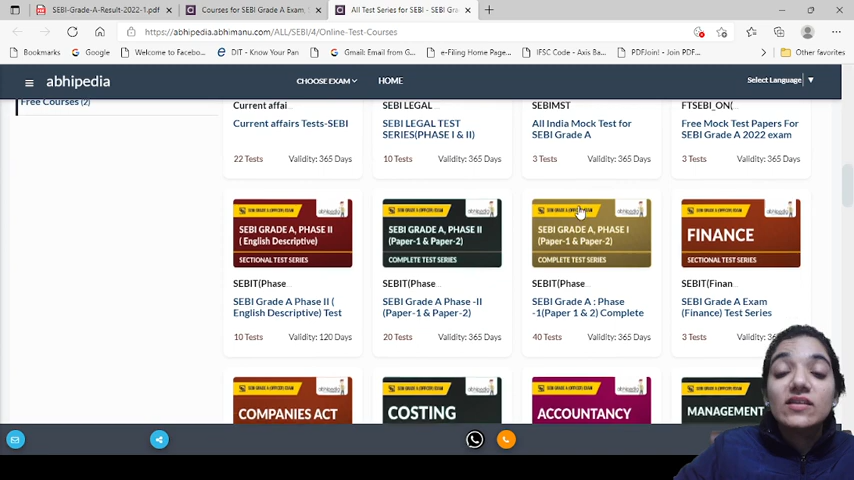 SEBI-Grade-A-Result-2022-1.pdf
Courses for SEBI Grade A Exam,
All Test Series for SEBI - SEBI Gra
https://abhipedia.abhimanu.com/ALL/SEBI/4/Online-Test-Courses
Bookmarks
Google
Welcome to Facebo...
DIT - Know Your Pan
Gmail: Email from G...
e-Filing Home Page...
IFSC Code - Axis Ba...
PDFJoin! - Join PDF...
Other favorites
abhipedia
CHOOSE EXAM
HOME
Select Language
Free Courses (2)
Current affai...
SEBI LEGAL
SEBIMST
FTSEBI_ON(...
Current affairs Tests-SEBI
SEBI LEGAL TEST
SERIES(PHASE I & II)
All India Mock Test for
SEBI Grade A
Free Mock Test Papers For
SEBI Grade A 2022 exam
22 Tests
Validity: 365 Days
10 Tests
Validity: 365 Days
3 Tests
Validity: 365 Days
3 Tests
Validity: 365 Days
SEBI GRADE A, PHASE II
( English Descriptive)
SECTIONAL TEST SERIES
SEBI GRADE A, PHASE II
(Paper-1 & Paper-2)
COMPLETE TEST SERIES
SEBI GRADE A, PHASE I
(Paper-1 & Paper-2)
COMPLETE TEST SERIES
FINANCE
SECTIONAL TEST SERIES
SEBIT(Phase...
SEBIT(Phase...
SEBIT(Phase...
SEBIT(Finan...
SEBI Grade A Phase II (
English Descriptive) Test
SEBI Grade A Phase -II
(Paper-1 & Paper-2)
SEBI Grade A : Phase
-1(Paper 1 & 2) Complete
SEBI Grade A Exam
(Finance) Test Series
10 Tests
Validity: 120 Days
20 Tests
Validity: 365 Days
40 Tests
Validity: 365 Days
3 Tests
Validity: 36
COMPANIES ACT
COSTING
ACCOUNTANCY
MANAGEMENT